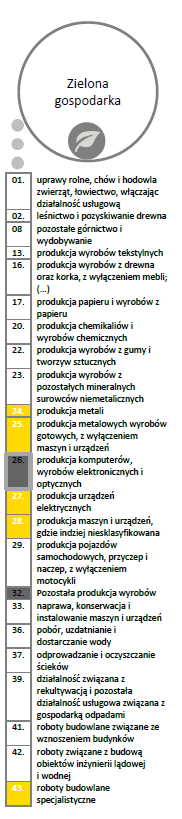 Zielona
gospodarka
01. uprawy rolne, chów i hodowla
zwierząt, łowiectwo, włączając
działalność usługową
02. leśnictwo i pozyskiwanie drewna
08 pozostałe górnictwo i
wydobywanie
13. produkcja wyrobów tekstylnych
16. produkcja wyrobów z drewna
oraz korka, z wyłączeniem mebli;
(...)
17. produkcja papieru i wyrobów z
papieru
20. produkcja chemikaliów i
wyrobów chemicznych
22. produkcja wyrobów z gumy i
tworzyw sztucznych
23. produkcja wyrobów z
pozostałych mineralnych
surowców niemetalicznych
24. produkcja metali
25. produkcja metalowych wyrobów
gotowych, z wyłączeniem
maszyn i urządzeń
26. produkcja komputerów,
wyrobów elektronicznych i
optycznych
27. produkcja urządzeń
elektrycznych
28. produkcja maszyn i urządzeń,
gdzie indziej niesklasyfikowana
29. produkcja pojazdów
samochodowych, przyczep i
naczep, z wyłączeniem
motocykli
32. Pozostała produkcja wyrobów
33. naprawa, konserwacja i
instalowanie maszyn i urządzeń
36. pobór, uzdatnianie i
dostarczanie wody
37. odprowadzanie i oczyszczanie
ścieków
39. działalność związana z
rekultywacją i pozostała
działalność usługowa związana z
gospodarką odpadami
41. roboty budowlane związane ze
wznoszeniem budynków
42. roboty związane z budową
obiektów inżynierii lądowej
i wodnej
43. roboty budowlane
specjalistyczne